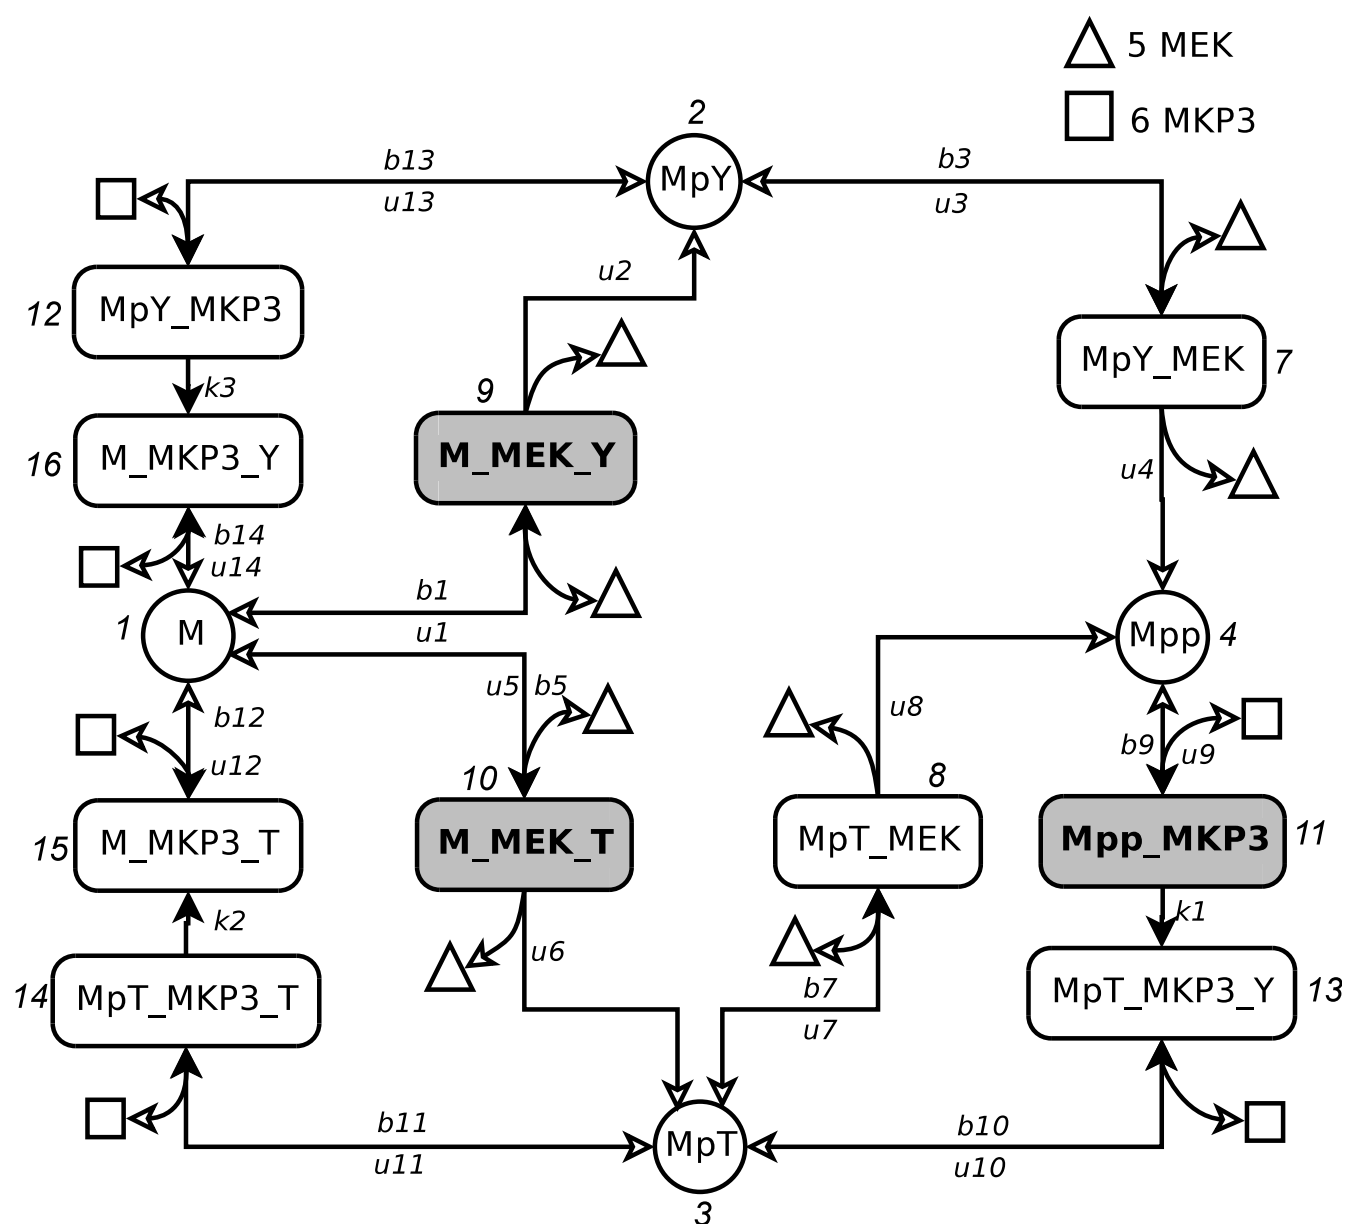 5 MEK
6 MKP3
2
MpY
b13
u13
b3
u3
u2
12
MpY_MKP3
MpY_MEK
7
k3
9
16
M_MKP3_Y
M_MEK_Y
u4
b14
u14
b1
u1
1
M
Mpp
4
u5
b5
b12
u12
u8
b9
u9
10
8
15
M_MKP3_T
M_MEK_T
MpT_MEK
Mpp_MKP3
11
k2
k1
u6
14
MpT_MKP3_T
b7
u7
MpT_MKP3_Y
13
b11
u11
MpT
b10
u10
3